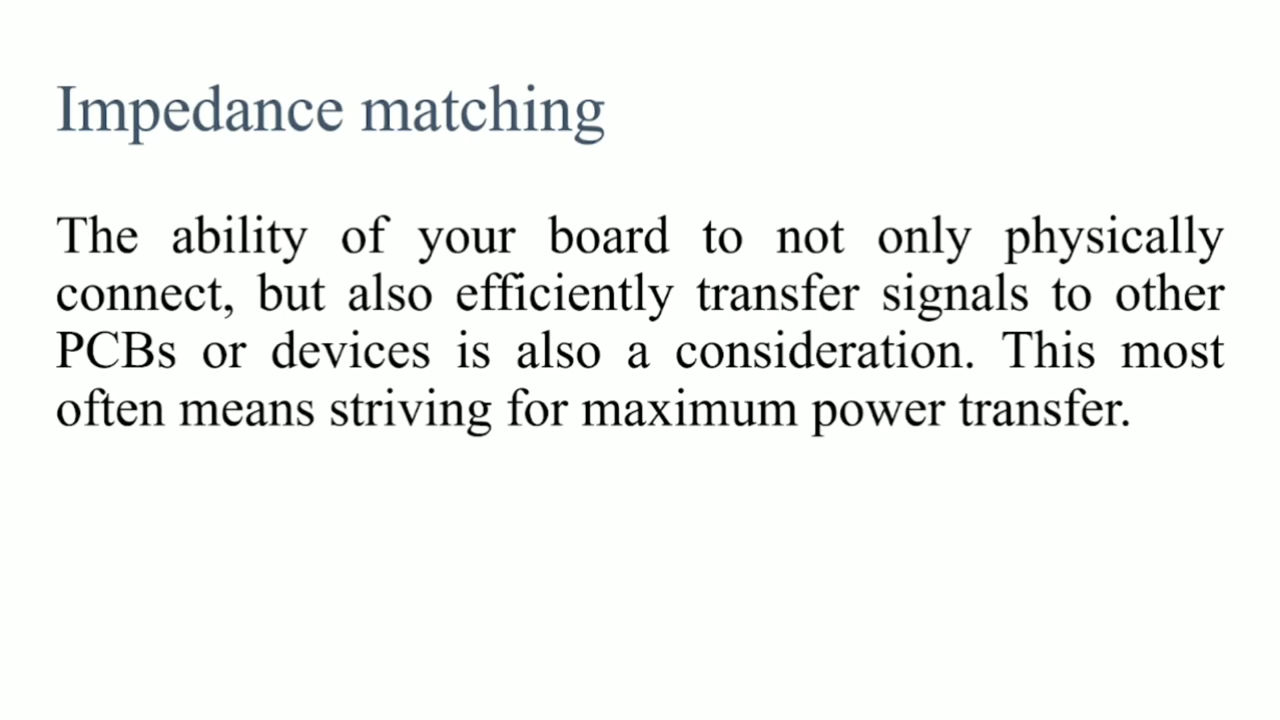 Impedance matching
The ability of your board to not only physically
connect, but also efficiently transfer signals to other
PCBs or devices is also a consideration. This most
often means striving for maximum power transfer.